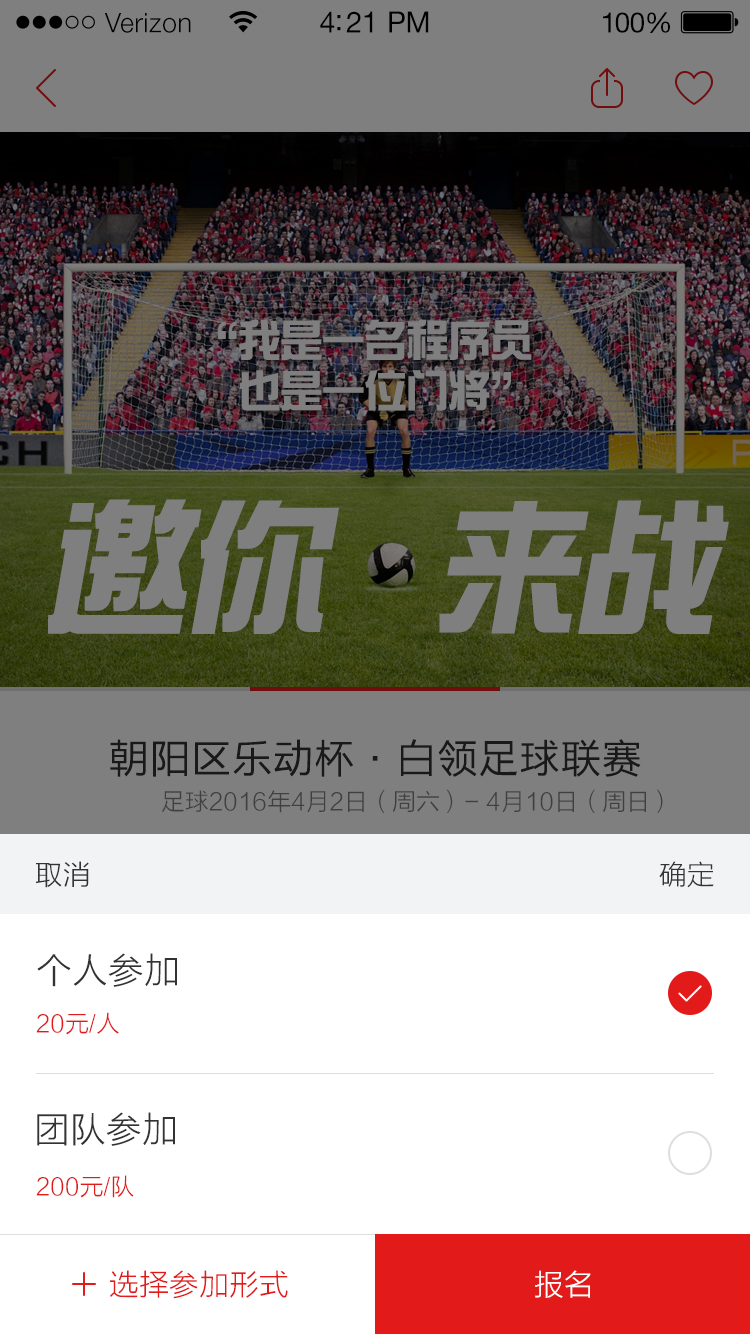 Verizon 4:21 PM 100%
“我是一名程序员
也是一位门将”
CH
邀你 来战
朝阳区乐动杯 · 白领足球联赛
足球2016年4月2日（周六）- 4月10日（周日）
取消 确定
个人参加
20元/人
团队参加
200元/队
+ 选择参加形式 报名